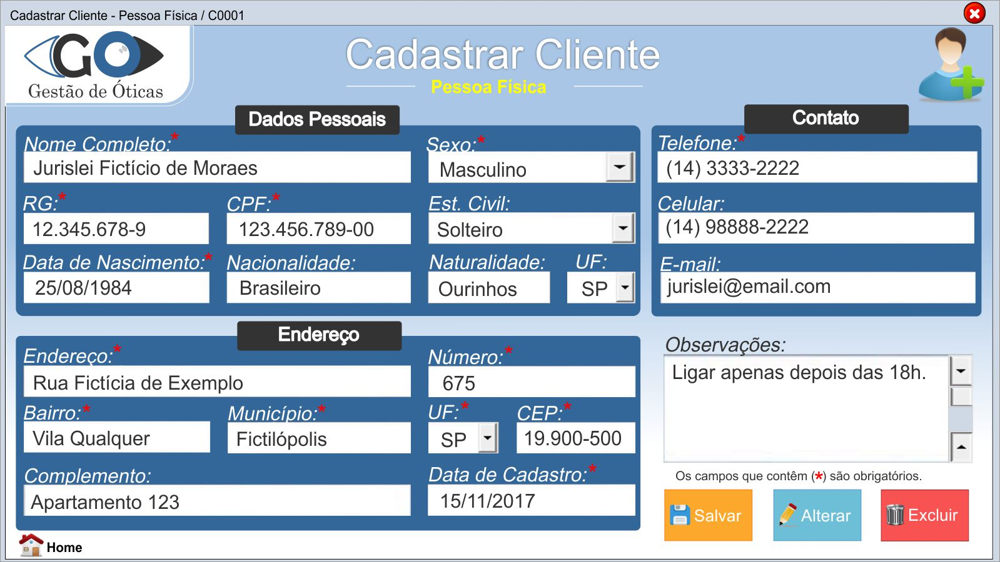 Cadastrar Cliente - Pessoa Física / C0001
GO
Gestão de Óticas
Cadastrar Cliente
Pessoa Física
Dados Pessoais
Nome Completo:* Sexo:*
Jurislei Fictício de Moraes Masculino
RG:* CPF:* Est. Civil:
12.345.678-9 123.456.789-00 Solteiro
Data de Nascimento:* Nacionalidade: Naturalidade: UF:
25/08/1984 Brasileiro Ourinhos SP
Contato
Telefone:*
(14) 3333-2222
Celular:
(14) 98888-2222
E-mail:
jurislei@email.com
Endereço
Endereço:* Número:*
Rua Fictícia de Exemplo 675
Bairro:* Município:* UF:* CEP:*
Vila Qualquer Fictilópolis SP 19.900-500
Complemento: Data de Cadastro:*
Apartamento 123 15/11/2017
Observações:
Ligar apenas depois das 18h.
Os campos que contêm (*) são obrigatórios.
Salvar Alterar Excluir
Home